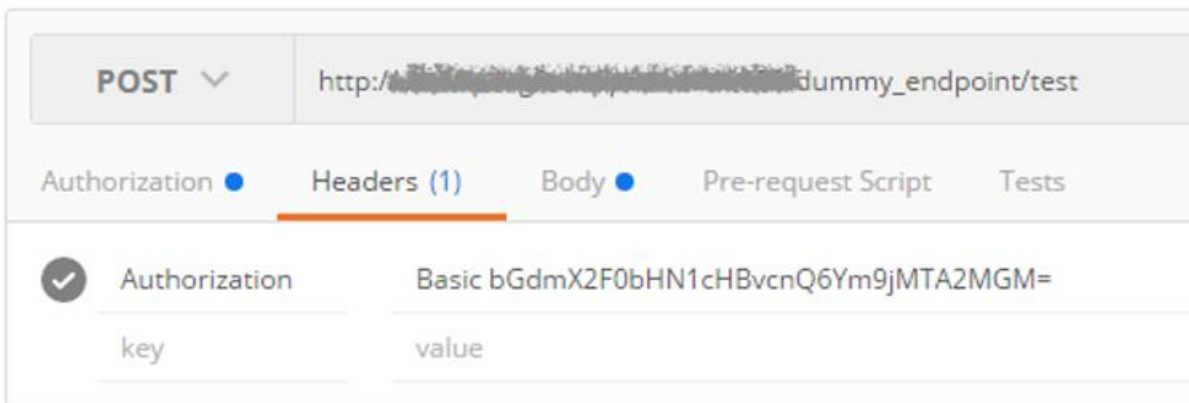 POST http:/ dummy_endpoint/test
Authorization Headers (1) Body Pre-request Script Tests
Authorization Basic bGdmX2F0bHN1cHBvcnQ6Ym9jMTA2MGM=
key value